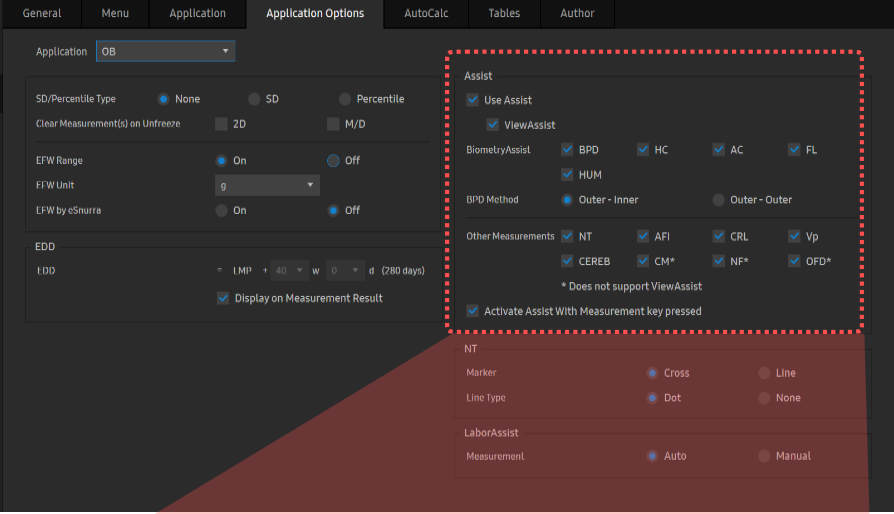 General Menu Application Application Options AutoCalc Tables Author
Application OB
SD/Percentile Type None SD Percentile
Clear Measurement(s) on Unfreeze 2D M/D
EFW Range On Off
EFW Unit g
EFW by eSnurra On Off
EDD
EDD = LMP + 40 w 0 d (280 days)
Display on Measurement Result
Assist
Use Assist
ViewAssist
BiometryAssist BPD HC AC FL
HUM
BPD Method Outer - Inner Outer - Outer
Other Measurements NT AFI CRL Vp
CEREB CM* NF* OFD*
* Does not support ViewAssist
Activate Assist With Measurement key pressed
NT
Marker Cross Line
Line Type Dot None
LaborAssist
Measurement Auto Manual